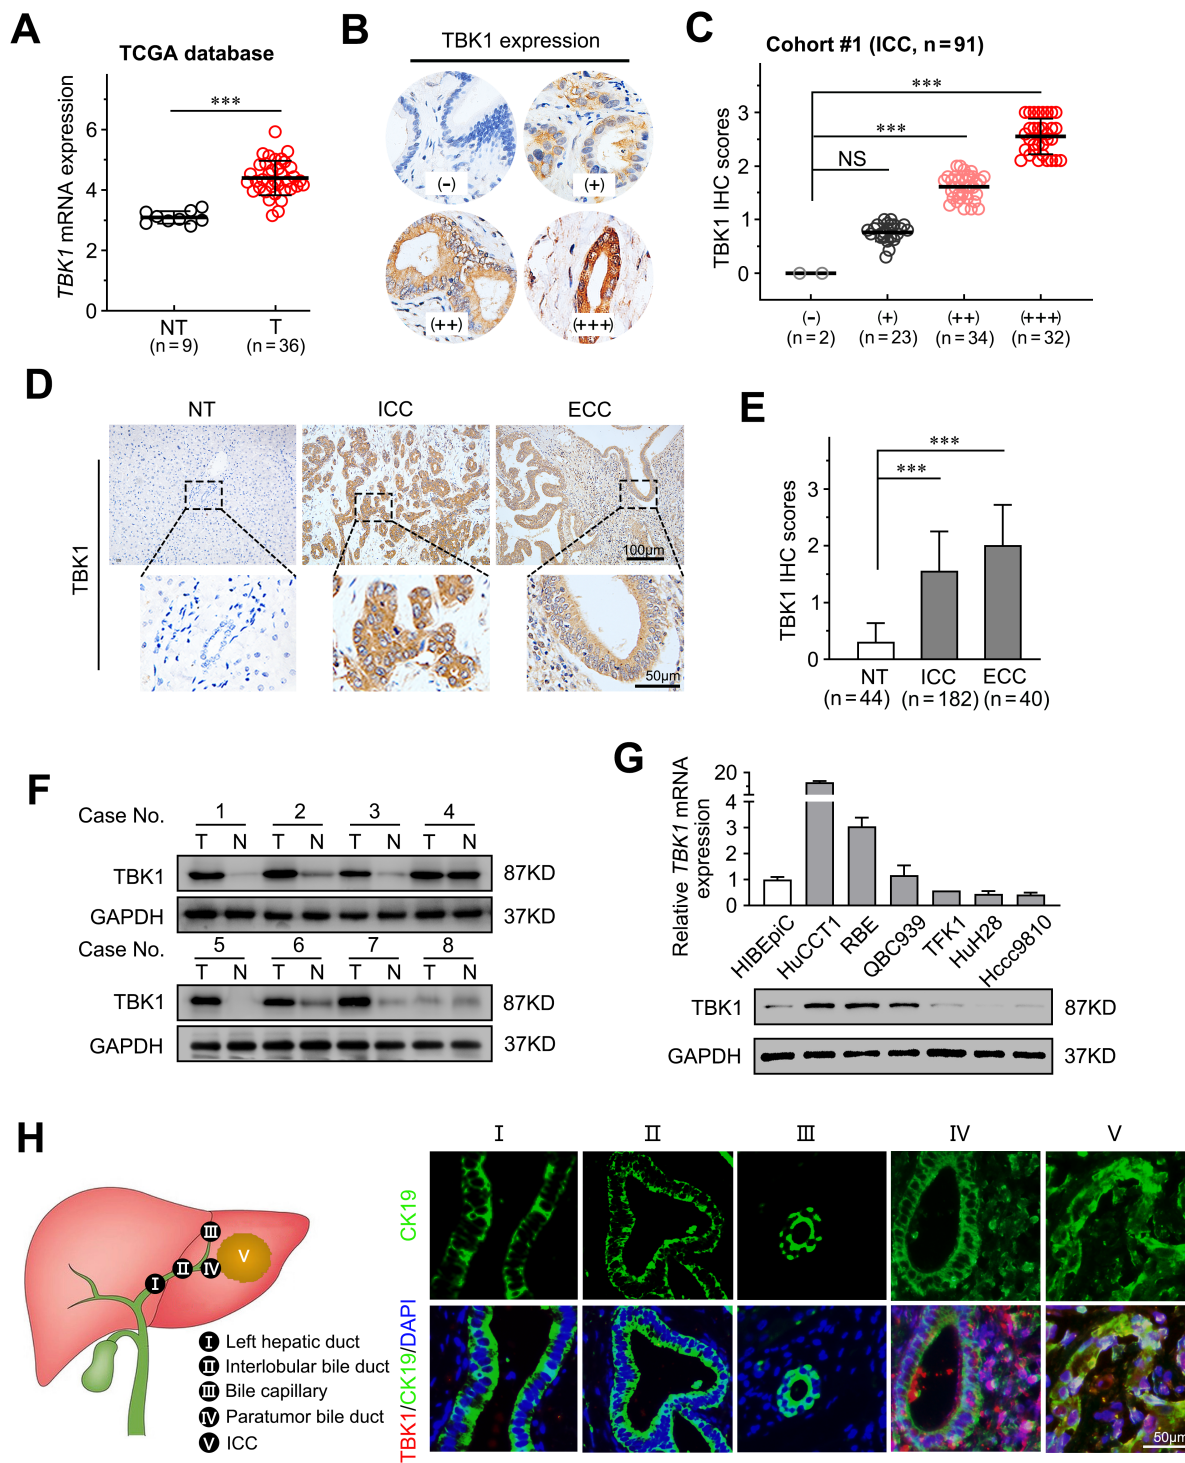 A
TCGA database
TBK1 mRNA expression
6
4
2
0
***
NT
(n=9)
T
(n=36)
B
TBK1 expression
(-)
(+)
(++)
(+++)
C
Cohort #1 (ICC, n=91)
TBK1 IHC scores
3
2
1
0
***
***
NS
(-)
(+)
(++)
(+++)
(n=2)
(n=23)
(n=34)
(n=32)
D
NT
ICC
ECC
TBK1
100μm
50μm
E
TBK1 IHC scores
3
2
1
0
***
***
NT
ICC
ECC
(n=44)
(n=182)
(n=40)
F
Case No.
1
2
3
4
T N T N T N T N
TBK1
87KD
GAPDH
37KD
Case No.
5
6
7
8
T N T N T N T N
TBK1
87KD
GAPDH
37KD
G
Relative TBK1 mRNA
expression
20
4
3
2
1
0
HIBEpiC
HuCCT1
RBE
QBC939
TFK1
HuH28
Hccc9810
TBK1
87KD
GAPDH
37KD
H
III
V
I
II
IV
I Left hepatic duct
II Interlobular bile duct
III Bile capillary
IV Paratumor bile duct
V ICC
I
II
III
IV
V
CK19
TBK1/CK19/DAPI
50μm